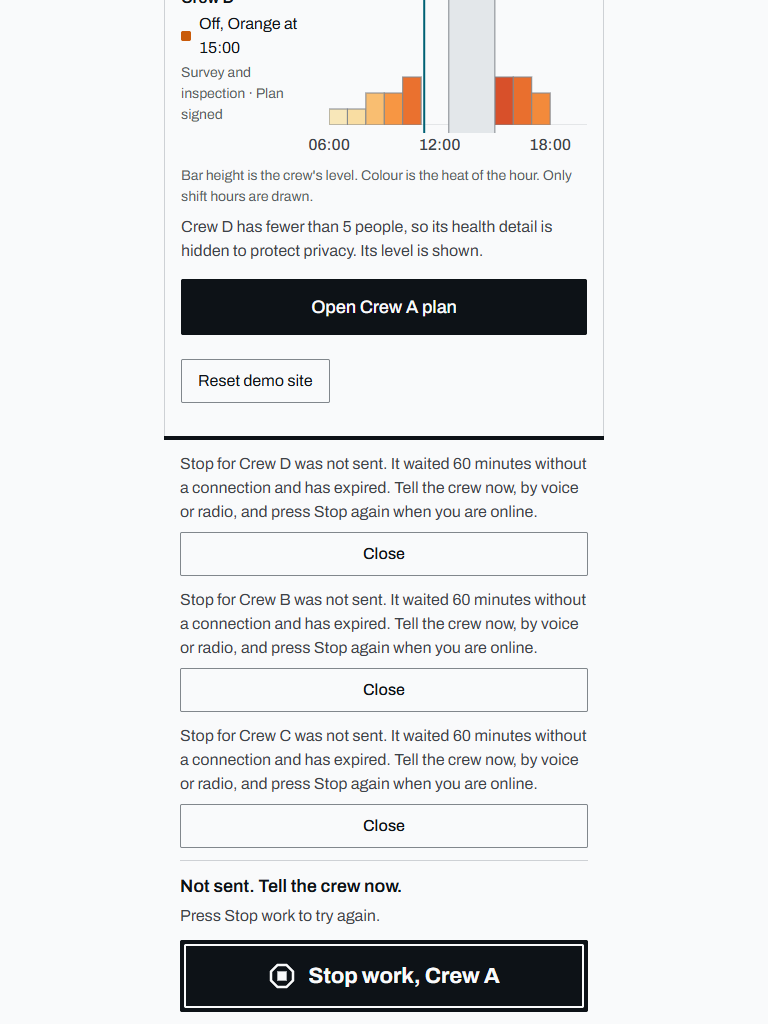 Crew D
Off, Orange at
15:00
Survey and
inspection · Plan
signed
06:00 12:00 18:00
Bar height is the crew's level. Colour is the heat of the hour. Only
shift hours are drawn.
Crew D has fewer than 5 people, so its health detail is
hidden to protect privacy. Its level is shown.
Open Crew A plan
Reset demo site
Stop for Crew D was not sent. It waited 60 minutes without
a connection and has expired. Tell the crew now, by voice
or radio, and press Stop again when you are online.
Close
Stop for Crew B was not sent. It waited 60 minutes without
a connection and has expired. Tell the crew now, by voice
or radio, and press Stop again when you are online.
Close
Stop for Crew C was not sent. It waited 60 minutes without
a connection and has expired. Tell the crew now, by voice
or radio, and press Stop again when you are online.
Close
Not sent. Tell the crew now.
Press Stop work to try again.
Stop work, Crew A